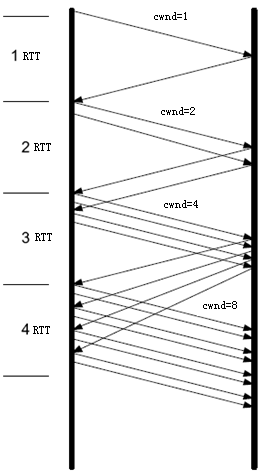 cwnd=1
1 RTT
cwnd=2
2 RTT
cwnd=4
3 RTT
cwnd=8
4 RTT